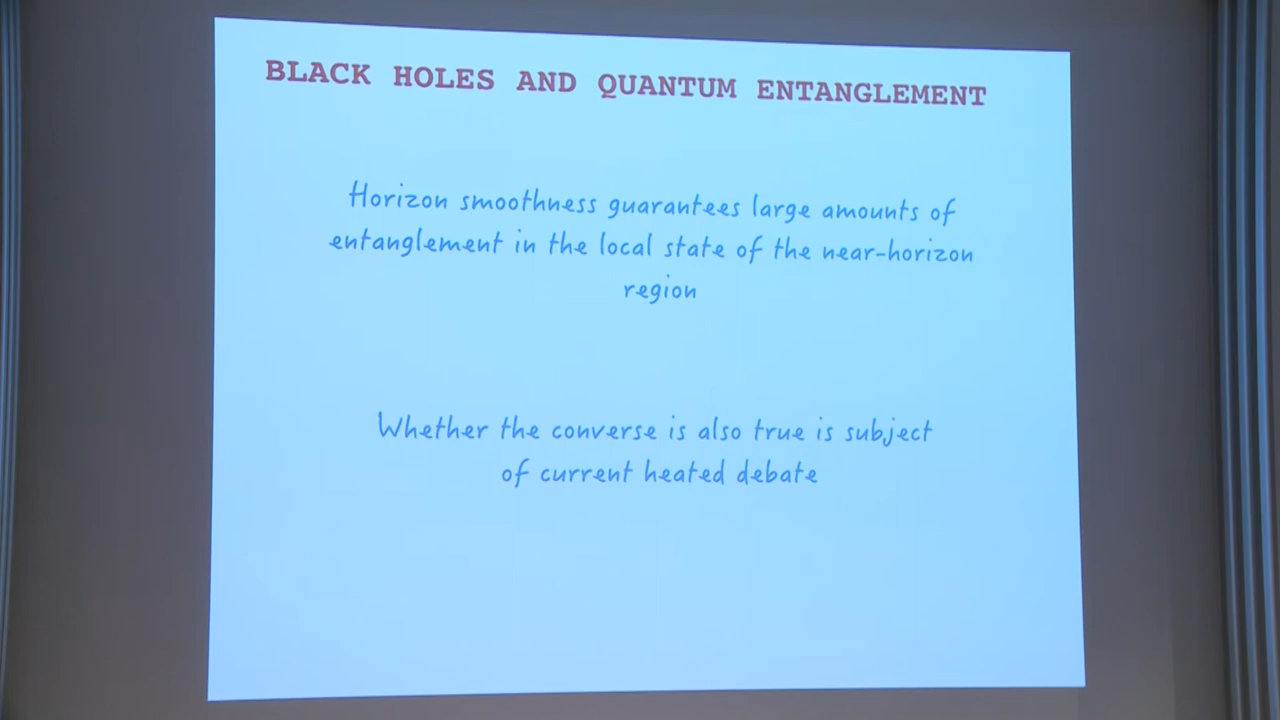 BLACK HOLES AND QUANTUM ENTANGLEMENT
Horizon smoothness guarantees large amounts of
entanglement in the local state of the near-horizon
region
Whether the converse is also true is subject
of current heated debate